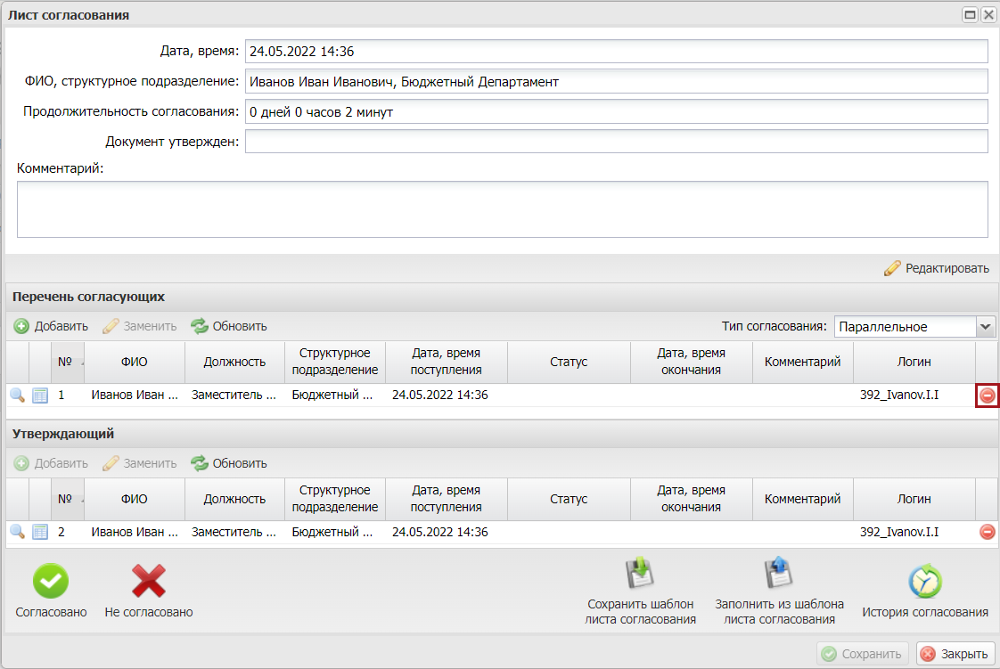 Лист согласования
Дата, время: 24.05.2022 14:36
ФИО, структурное подразделение: Иванов Иван Иванович, Бюджетный Департамент
Продолжительность согласования: 0 дней 0 часов 2 минут
Документ утвержден:
Комментарий:
Редактировать
Перечень согласующих
Добавить Заменить Обновить Тип согласования: Параллельное
№ ФИО Должность Структурное подразделение Дата, время поступления Статус Дата, время окончания Комментарий Логин
1 Иванов Иван ... Заместитель ... Бюджетный ... 24.05.2022 14:36 392_Ivanov.I.I
Утверждающий
Добавить Заменить Обновить
№ ФИО Должность Структурное подразделение Дата, время поступления Статус Дата, время окончания Комментарий Логин
2 Иванов Иван ... Заместитель ... Бюджетный ... 24.05.2022 14:36 392_Ivanov.I.I
Согласовано Не согласовано Сохранить шаблон листа согласования Заполнить из шаблона листа согласования История согласования
Сохранить Закрыть